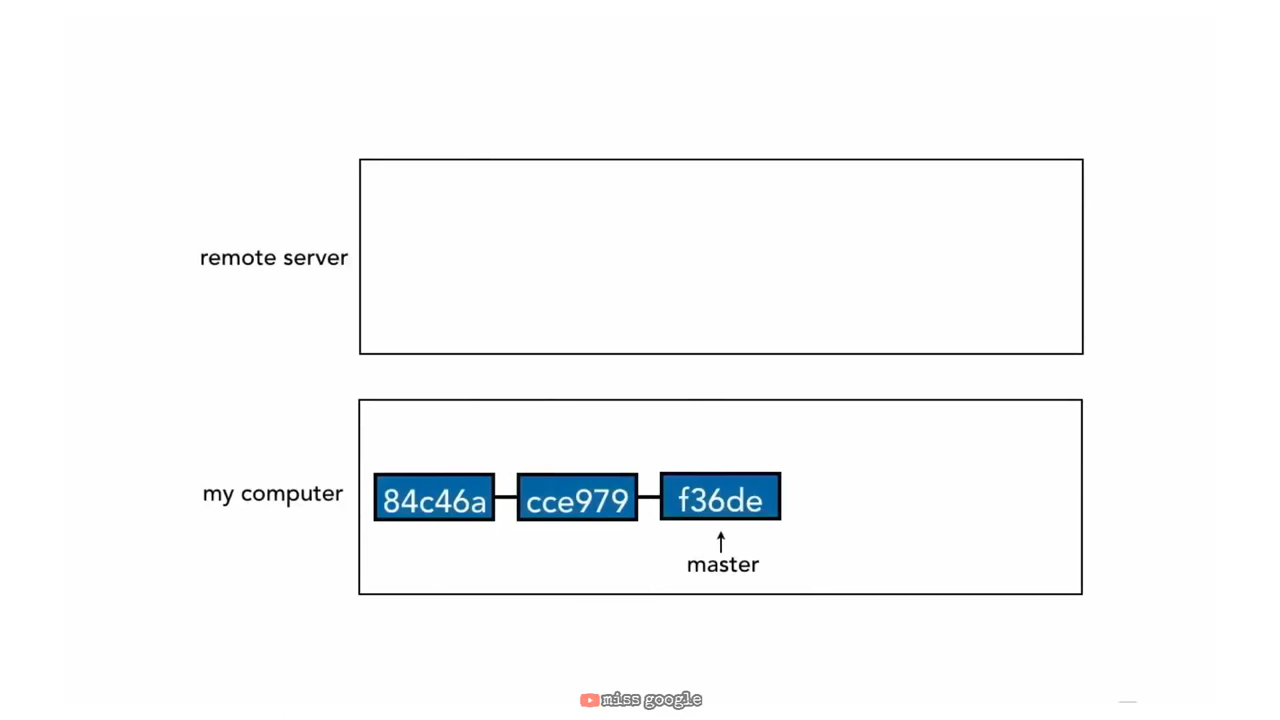 remote server
my computer
84c46a
cce979
f36de
master
miss google